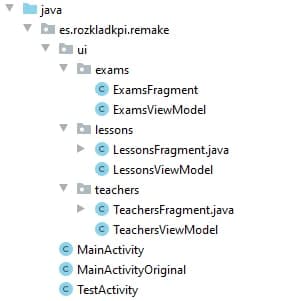 java
es.rozkladkpi.remake
ui
exams
ExamsFragment
ExamsViewModel
lessons
LessonsFragment.java
LessonsViewModel
teachers
TeachersFragment.java
TeachersViewModel
MainActivity
MainActivityOriginal
TestActivity